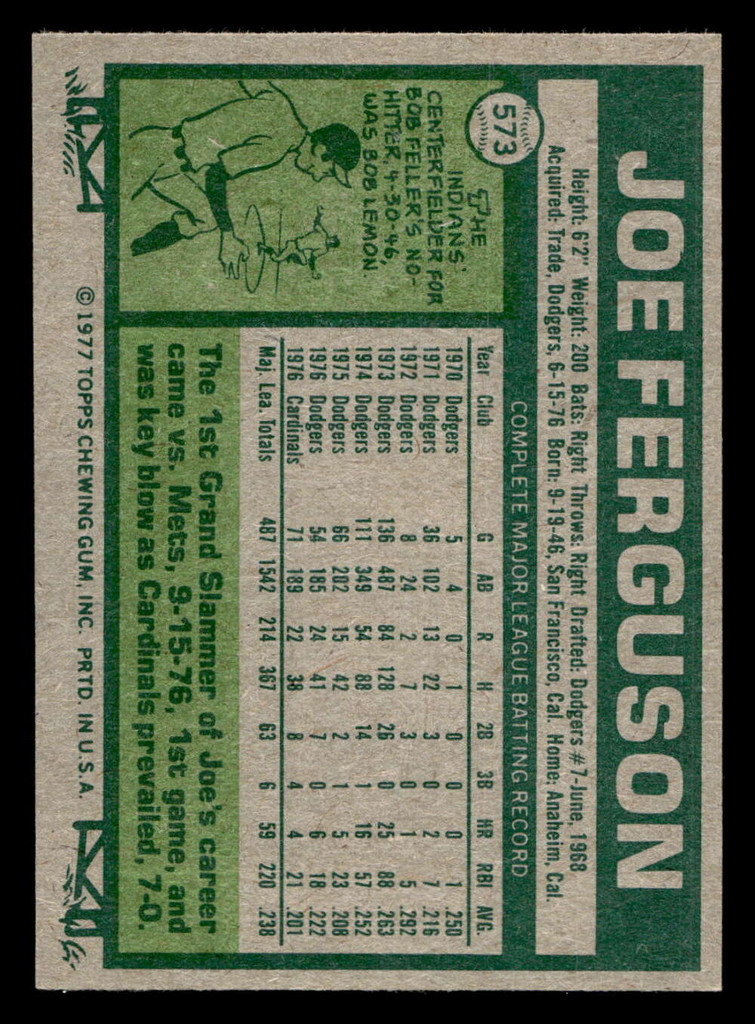 573
JOE FERGUSON
Height: 6'2" Weight: 200 Bats: Right Throws: Right Drafted: Dodgers #7-June, 1968
Acquired: Trade, Dodgers, 6-15-76 Born: 9-19-46, San Francisco, Cal. Home: Anaheim, Cal.
THE
INDIANS'
CENTERFIELDER FOR
BOB FELLER'S NO-
HITTER, 4-30-46,
WAS BOB LEMON.
COMPLETE MAJOR LEAGUE BATTING RECORD
Year Club G AB R H 2B 3B HR RBI AVG.
1970 Dodgers 5 4 0 1 0 0 0 1 .250
1971 Dodgers 36 102 13 22 3 0 2 7 .216
1972 Dodgers 8 24 2 7 3 0 1 5 .292
1973 Dodgers 136 487 84 128 26 0 25 88 .263
1974 Dodgers 111 349 54 88 14 1 16 57 .252
1975 Dodgers 66 202 15 42 2 1 5 23 .208
1976 Dodgers 54 185 24 41 7 0 6 18 .222
1976 Cardinals 71 189 22 38 8 4 4 21 .201
Maj. Lea. Totals 487 1542 214 367 63 6 59 220 .238
The 1st Grand Slammer of Joe's career
came vs. Mets, 9-15-76, 1st game, and
was key blow as Cardinals prevailed, 7-0.
© 1977 TOPPS CHEWING GUM, INC. PRTD. IN U.S.A.